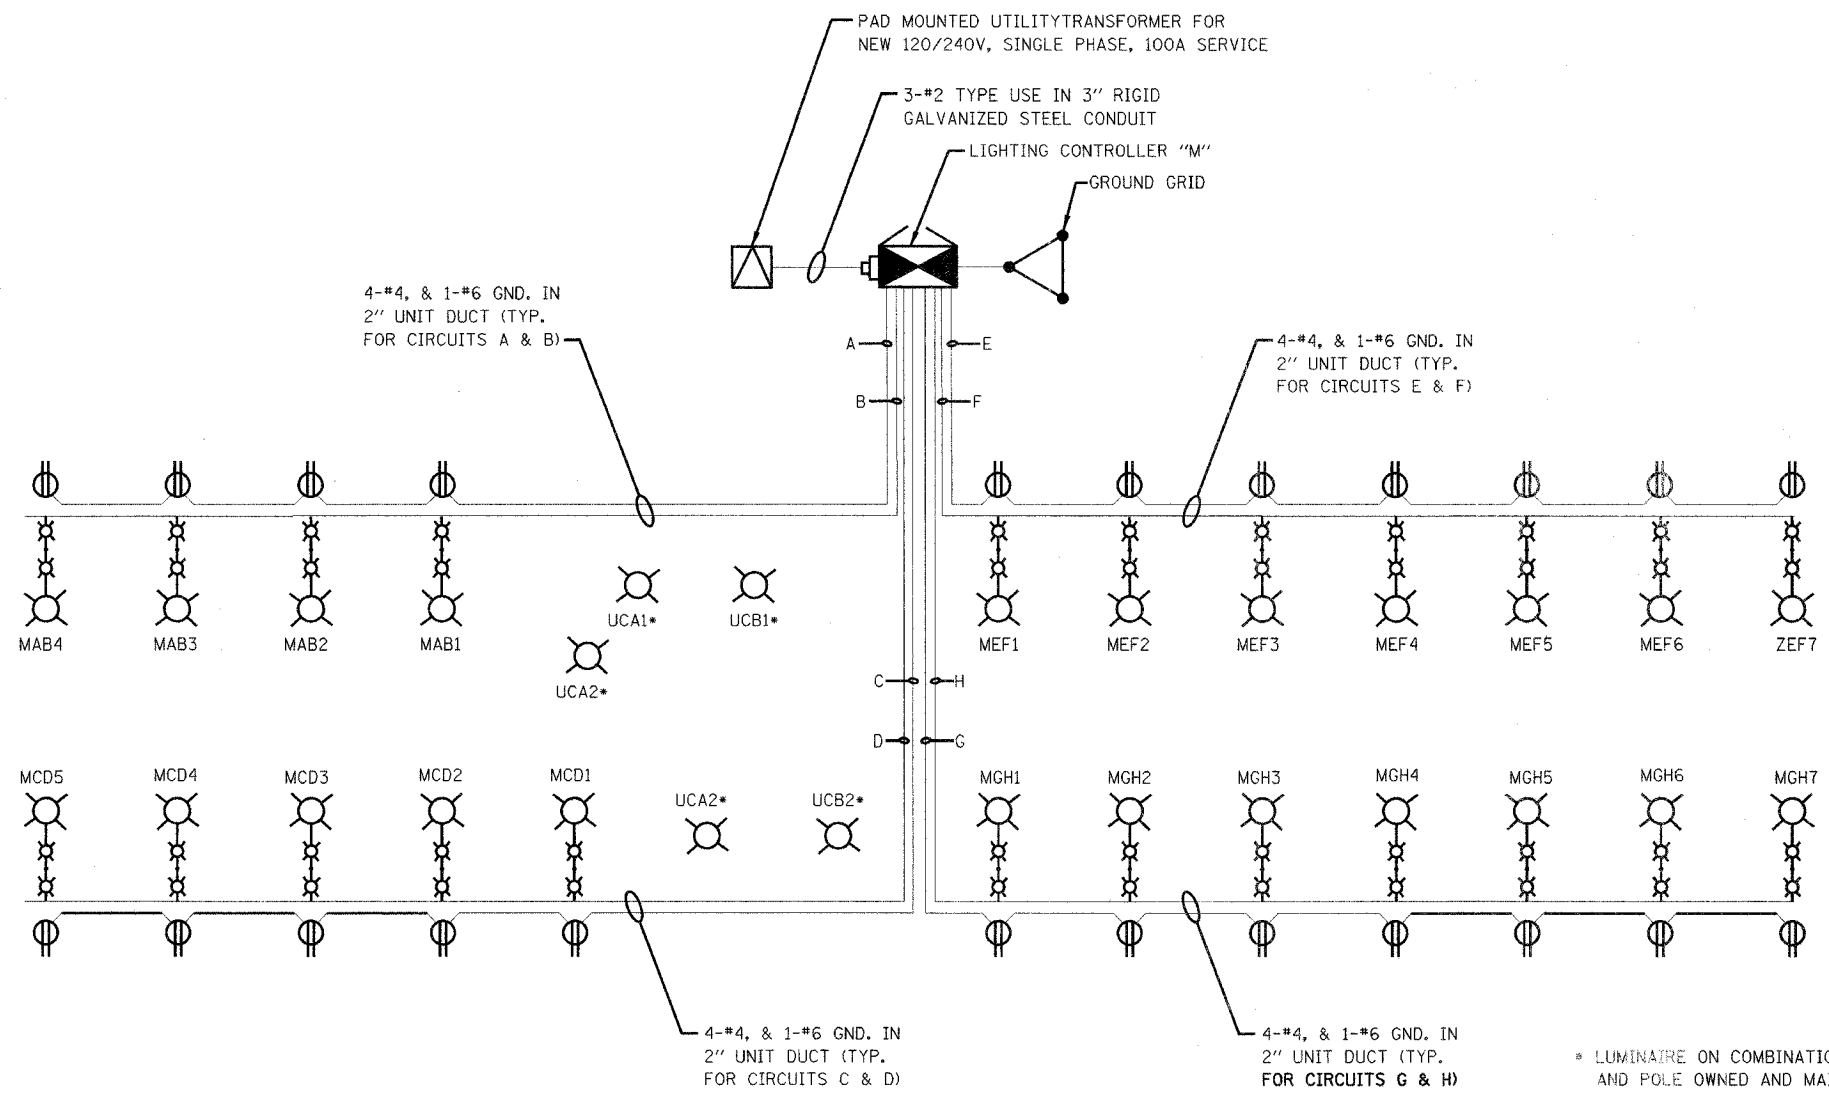 PAD MOUNTED UTILITYTRANSFORMER FOR
NEW 120/240V, SINGLE PHASE, 100A SERVICE
3-#2 TYPE USE IN 3" RIGID
GALVANIZED STEEL CONDUIT
LIGHTING CONTROLLER "M"
GROUND GRID
4-#4, & 1-#6 GND. IN
2" UNIT DUCT (TYP.
FOR CIRCUITS A & B)
A
E
4-#4, & 1-#6 GND. IN
2" UNIT DUCT (TYP.
FOR CIRCUITS E & F)
B
F
UCA1*
UCB1*
MAB4
MAB3
MAB2
MAB1
MEF1
MEF2
MEF3
MEF4
MEF5
MEF6
ZEF7
UCA2*
C
H
D
G
MCD5
MCD4
MCD3
MCD2
MCD1
MGH1
MGH2
MGH3
MGH4
MGH5
MGH6
MGH7
UCA2*
UCB2*
4-#4, & 1-#6 GND. IN
2" UNIT DUCT (TYP.
FOR CIRCUITS C & D)
4-#4, & 1-#6 GND. IN
2" UNIT DUCT (TYP.
FOR CIRCUITS G & H)
* LUMINAIRE ON
AND POLE OWNED AND